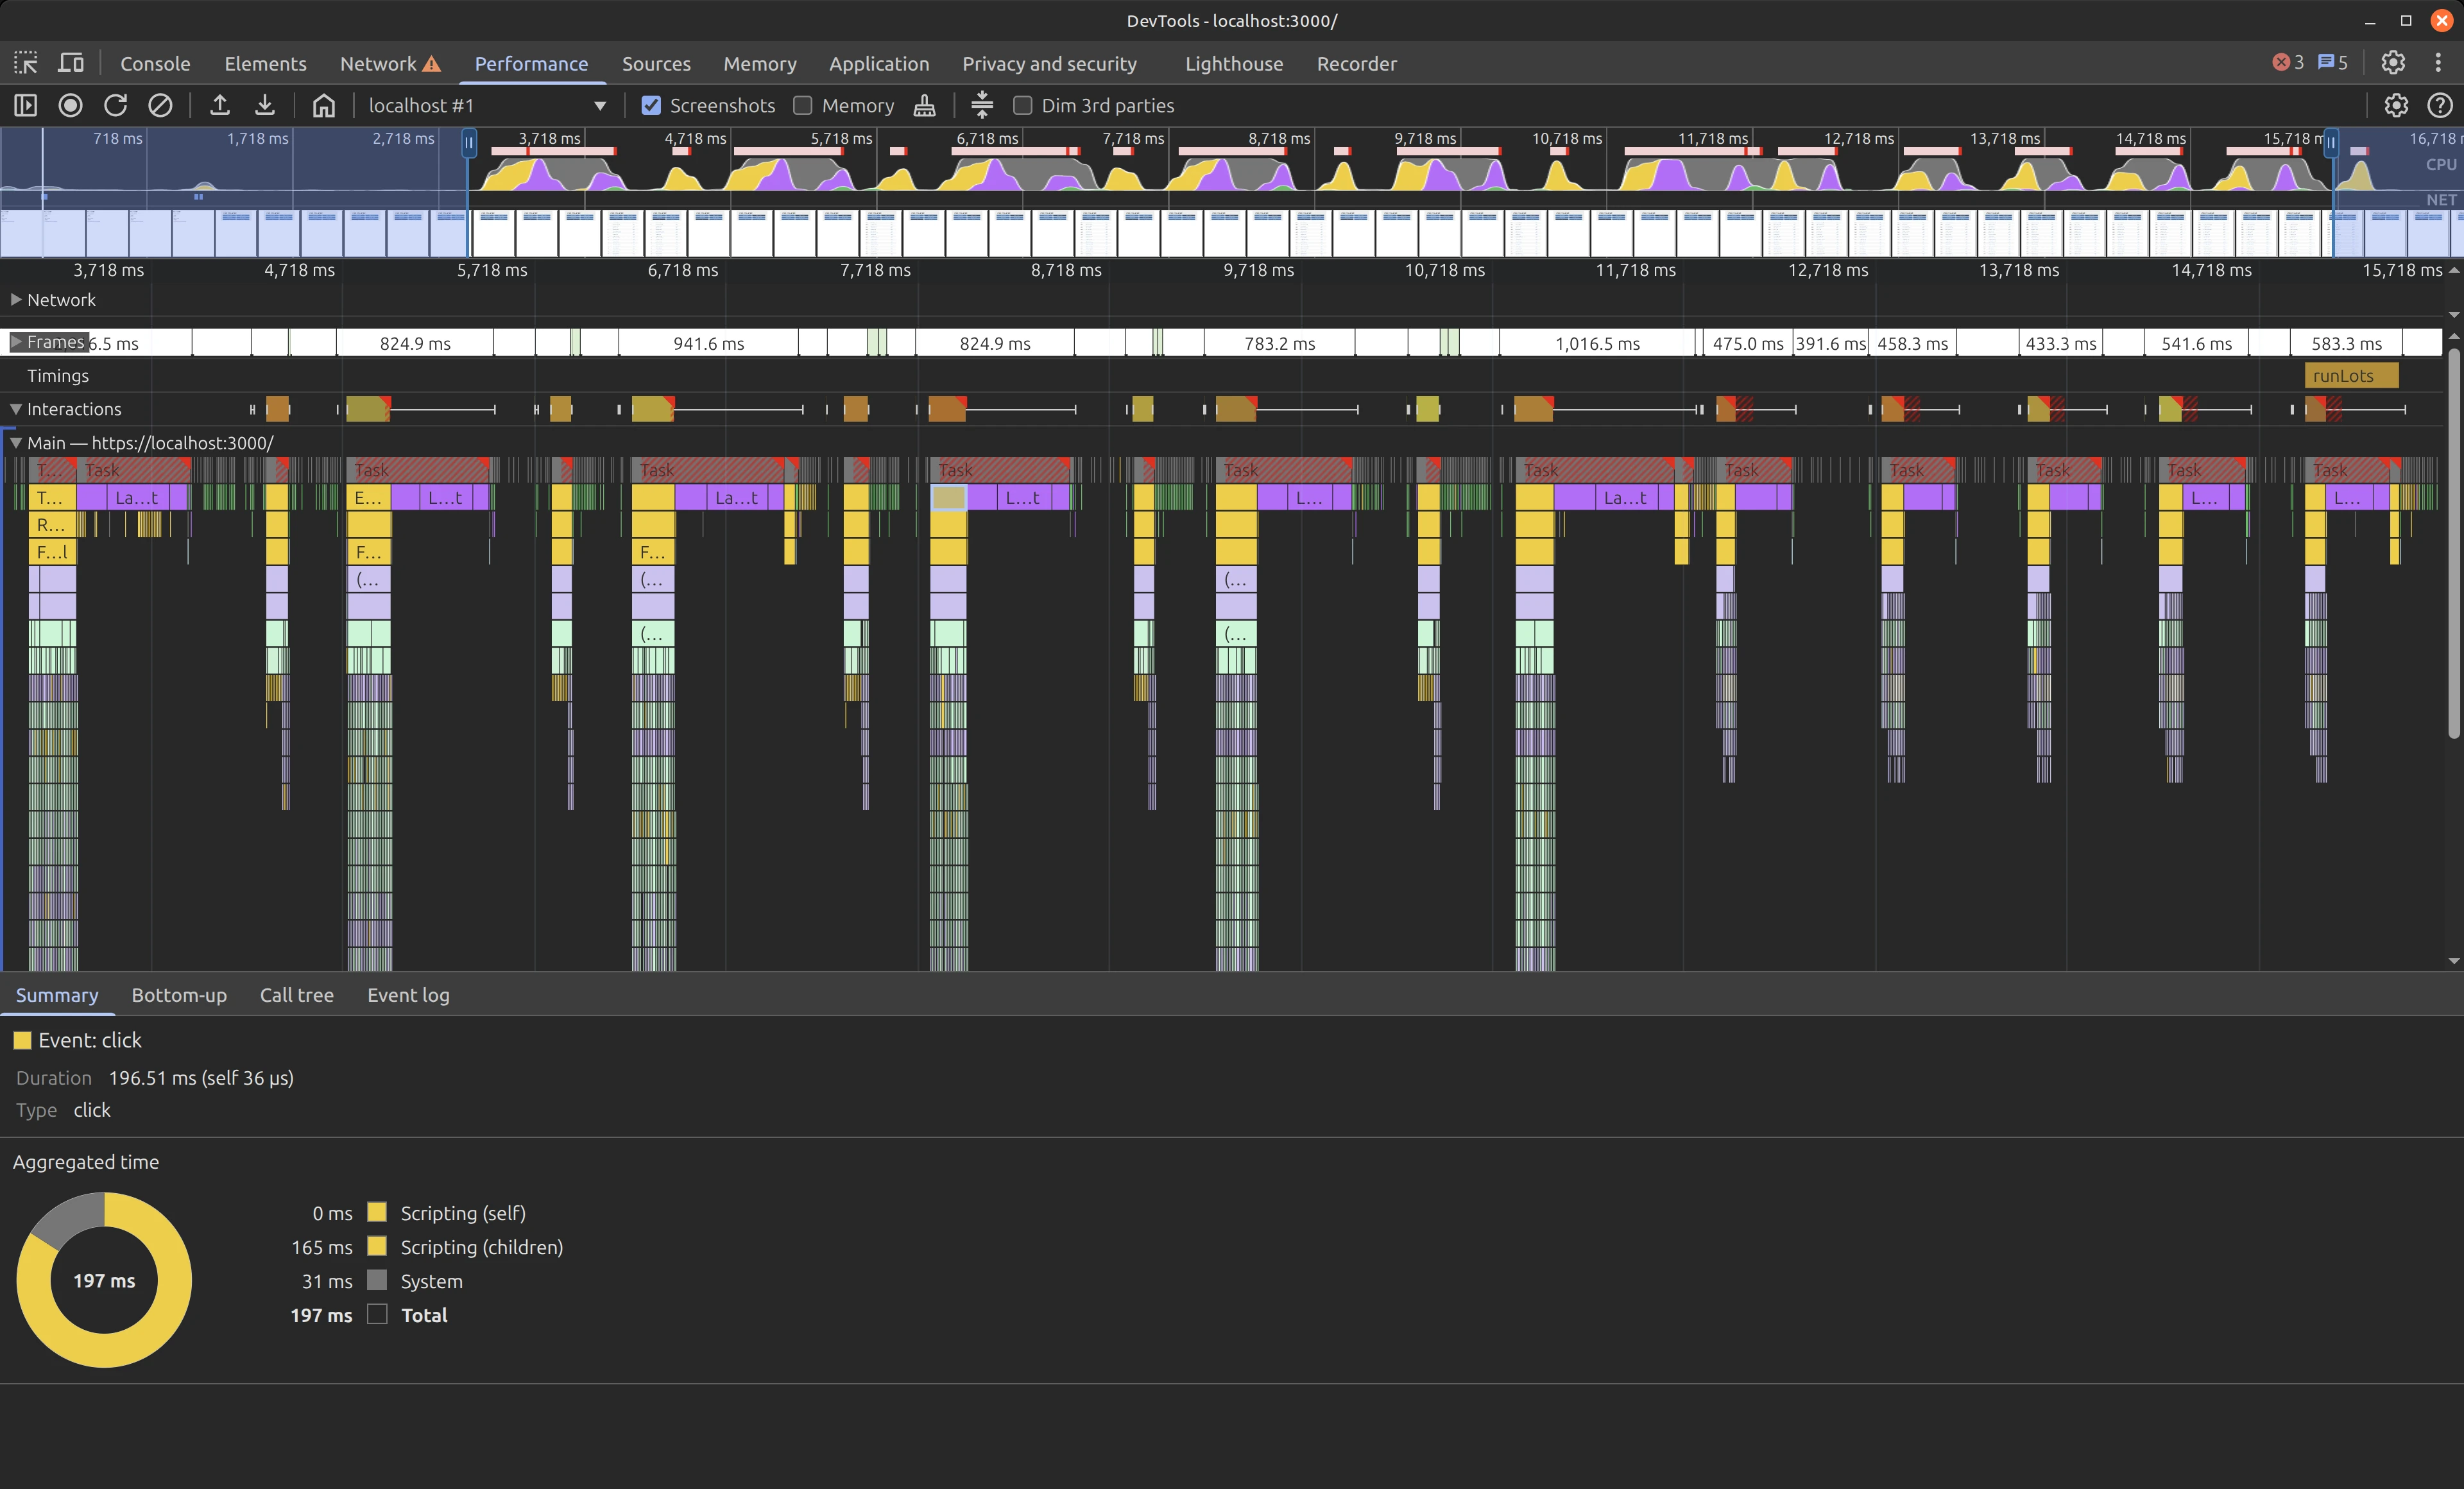 DevTools - localhost:3000/
Console Elements Network Performance Sources Memory Application Privacy and security Lighthouse Recorder 3 5
localhost #1 Screenshots Memory Dim 3rd parties
718 ms 1,718 ms 2,718 ms 3,718 ms 4,718 ms 5,718 ms 6,718 ms 7,718 ms 8,718 ms 9,718 ms 10,718 ms 11,718 ms 12,718 ms 13,718 ms 14,718 ms 15,718 m 16,718 m
CPU
NET
3,718 ms 4,718 ms 5,718 ms 6,718 ms 7,718 ms 8,718 ms 9,718 ms 10,718 ms 11,718 ms 12,718 ms 13,718 ms 14,718 ms 15,718 ms
Network
Frames 6.5 ms 824.9 ms 941.6 ms 824.9 ms 783.2 ms 1,016.5 ms 475.0 ms 391.6 ms 458.3 ms 433.3 ms 541.6 ms 583.3 ms
Timings runLots
Interactions
Main — https://localhost:3000/
T... Task Task Task Task Task Task Task Task Task Task Task
T... La...t E... L...t La...t L...t L... La...t L... L...
R...
F...l F... F...
(... (... (...
(... (...
Summary Bottom-up Call tree Event log
Event: click
Duration 196.51 ms (self 36 μs)
Type click
Aggregated time
197 ms
0 ms Scripting (self)
165 ms Scripting (children)
31 ms System
197 ms Total